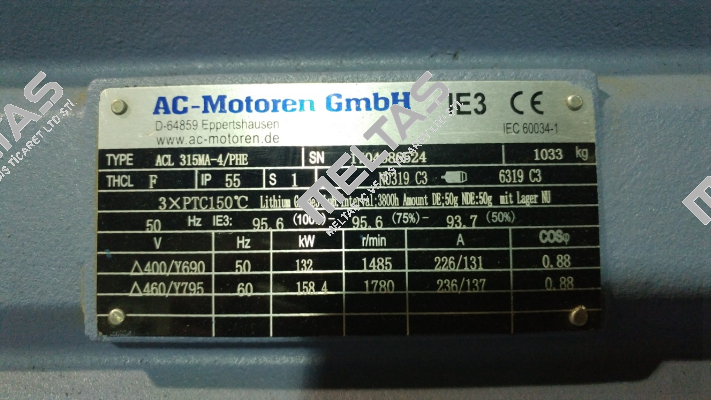 AC-Motoren GmbH IE3 CE
D-64859 Eppertshausen
www.ac-motoren.de IEC 60034-1
TYPE ACL 315MA-4/PHE SN 1033 kg
THCL F IP 55 S 1 NU319 C3 6319 C3
3×PTC150℃ Lithium Interval:3800h Amount DE:50g NDE:50g mit Lager NU
50 Hz IE3: 95.6 (100%)- 95.6 (75%)- 93.7 (50%)
V Hz kW r/min A COSφ
△400/Y690 50 132 1485 226/131 0.88
△460/Y795 60 158.4 1780 236/137 0.88
MELTAS
MELTAS
MELTAS